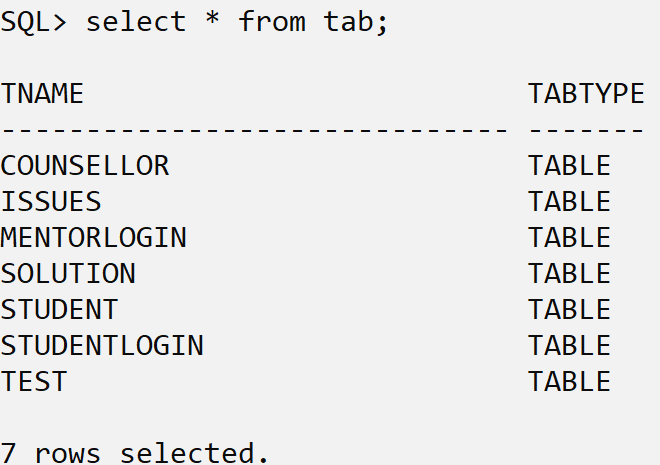 SQL> select * from tab;
TNAME                          TABTYPE
------------------------------ -------
COUNSELLOR                     TABLE
ISSUES                         TABLE
MENTORLOGIN                    TABLE
SOLUTION                       TABLE
STUDENT                        TABLE
STUDENTLOGIN                   TABLE
TEST                           TABLE
7 rows selected.